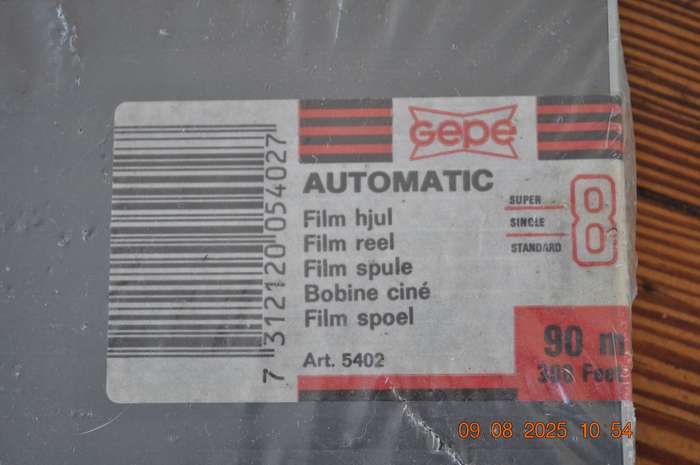 Gepe
AUTOMATIC
Film hjul
Film reel
Film spule
Bobine ciné
Film spoel
Art. 5402
SUPER
SINGLE
STANDARD
8
90 m
Feet
7 312120 054027
09 08 2025 10 54